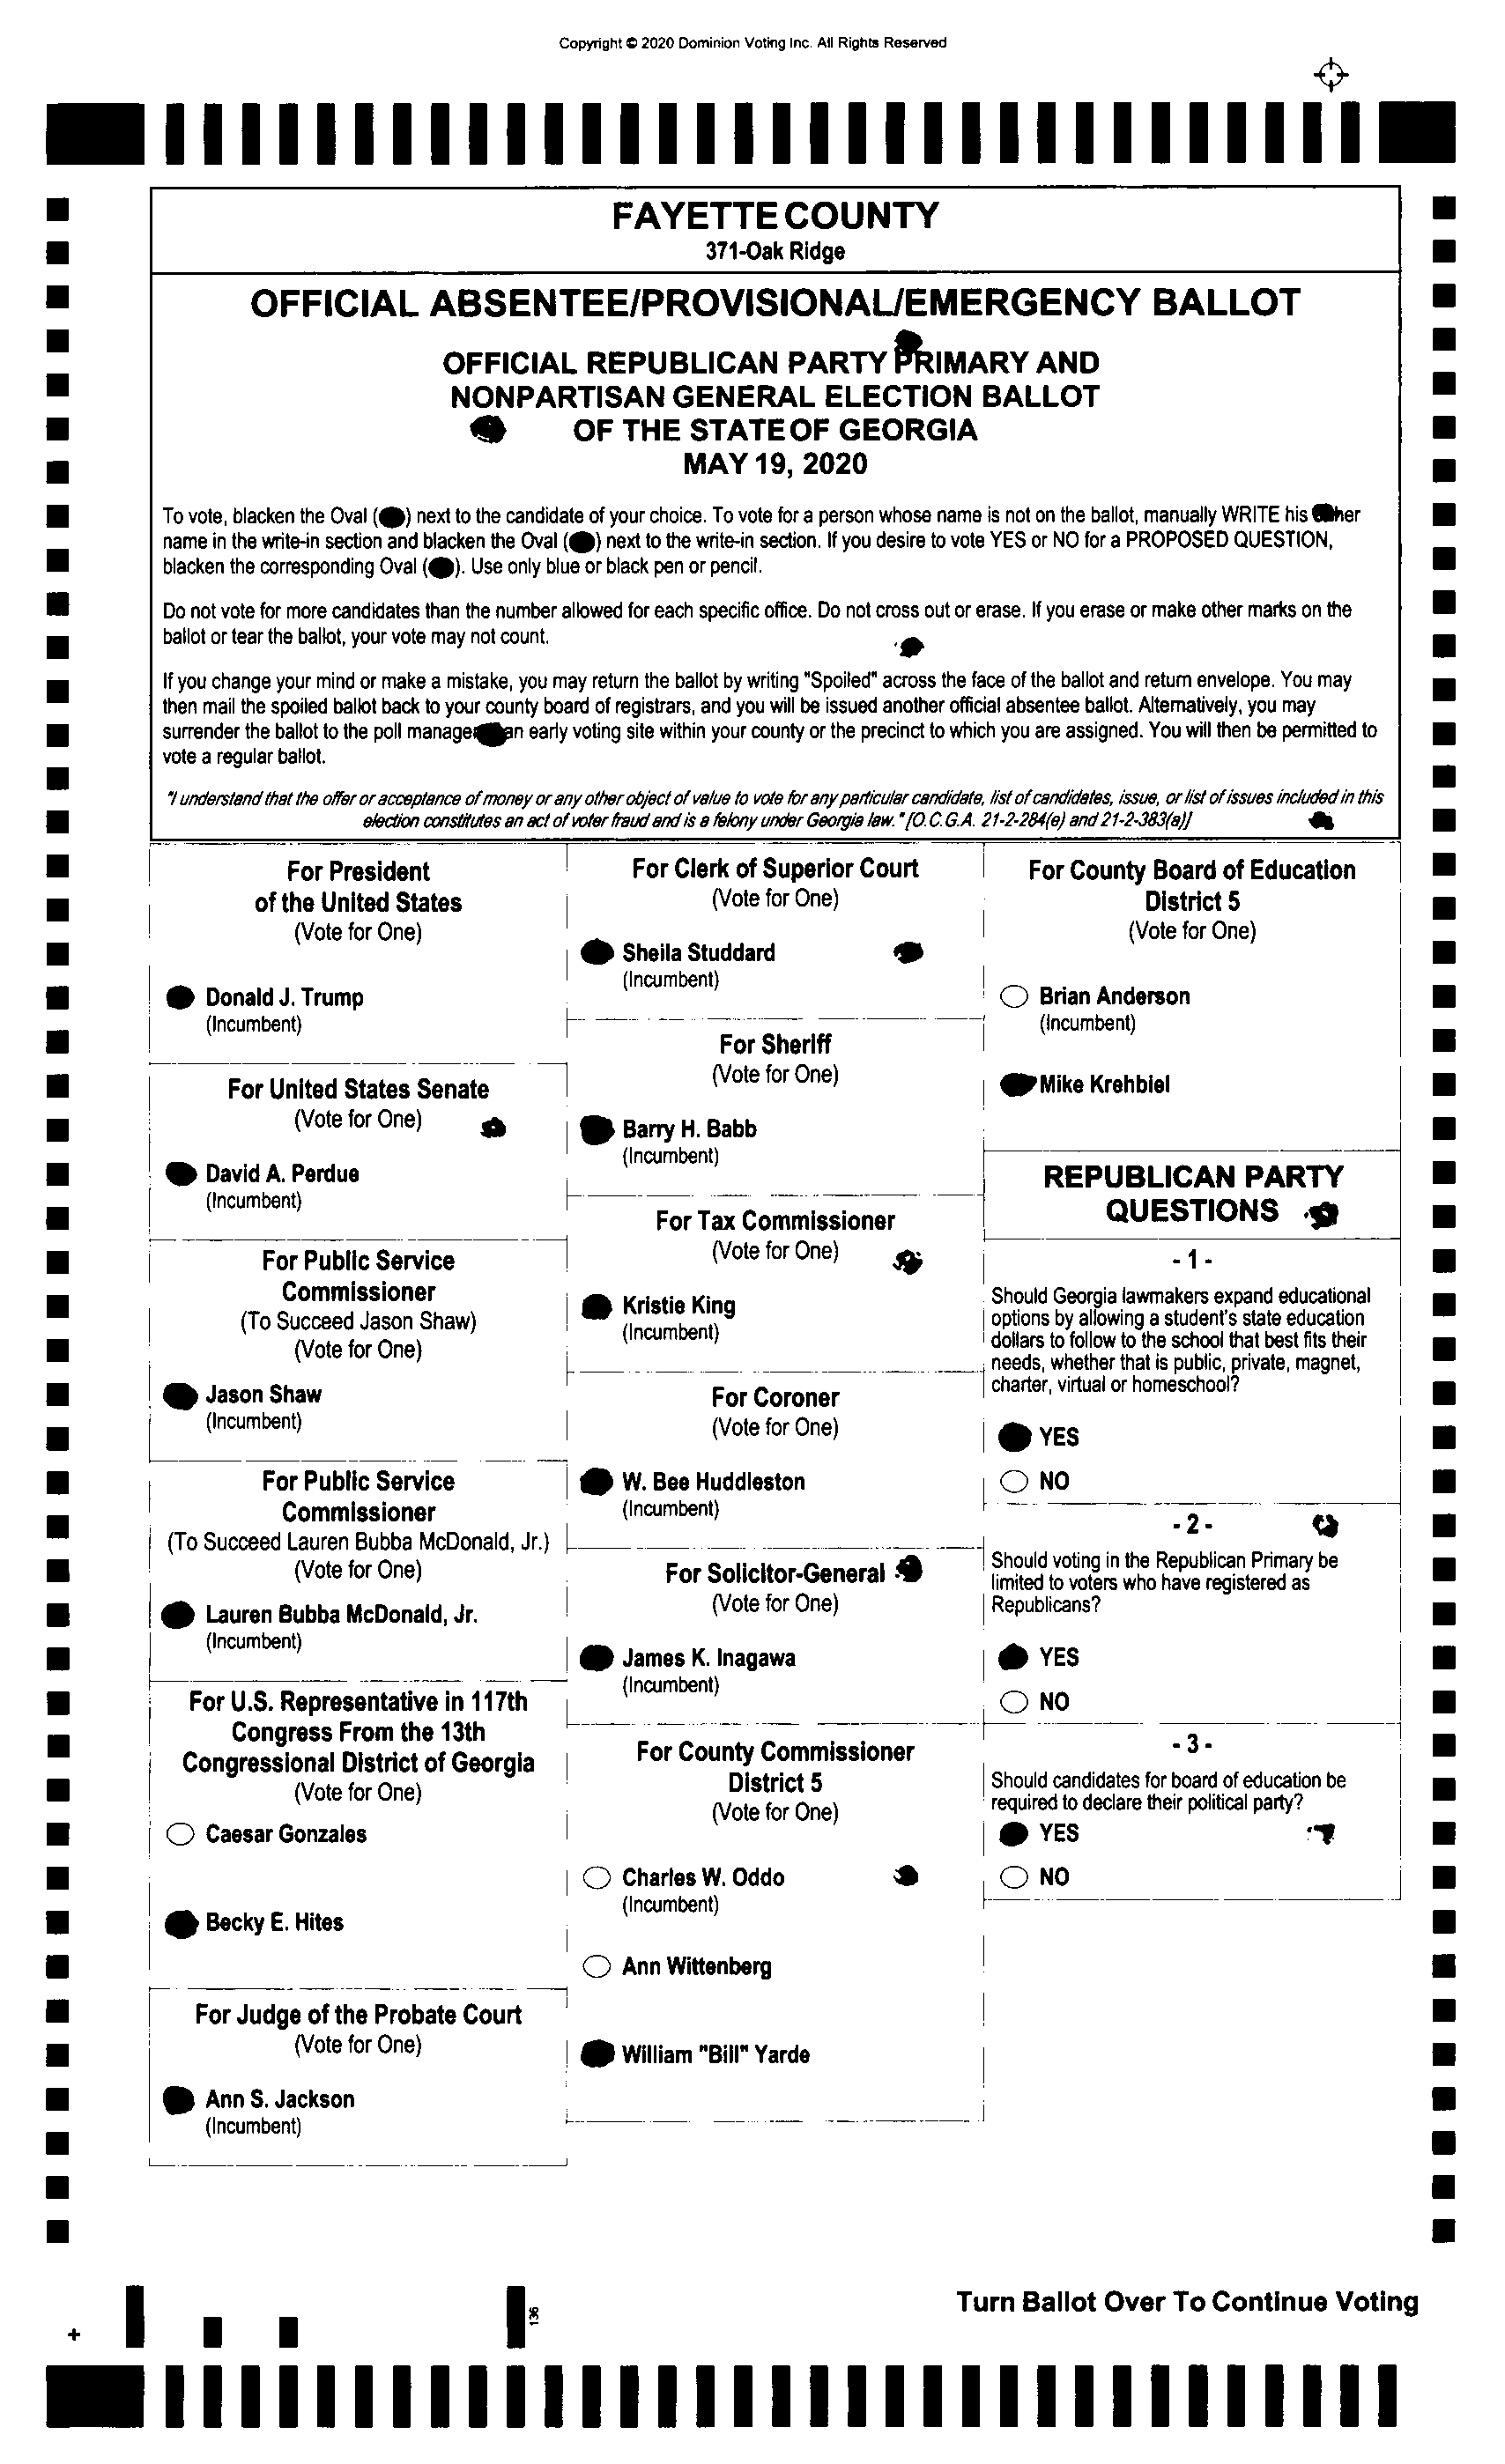 Copyright © 2020 Dominion Voting Inc. All Rights Reserved
FAYETTE COUNTY
371-Oak Ridge
OFFICIAL ABSENTEE/PROVISIONAL/EMERGENCY BALLOT
OFFICIAL REPUBLICAN PARTY PRIMARY AND
NONPARTISAN GENERAL ELECTION BALLOT
OF THE STATE OF GEORGIA
MAY 19, 2020
To vote, blacken the Oval ( ) next to the candidate of your choice. To vote for a person whose name is not on the ballot, manually WRITE his her
name in the write-in section and blacken the Oval ( ) next to the write-in section. If you desire to vote YES or NO for a PROPOSED QUESTION,
blacken the corresponding Oval ( ). Use only blue or black pen or pencil.
Do not vote for more candidates than the number allowed for each specific office. Do not cross out or erase. If you erase or make other marks on the
ballot or tear the ballot, your vote may not count.
If you change your mind or make a mistake, you may return the ballot by writing "Spoiled" across the face of the ballot and return envelope. You may
then mail the spoiled ballot back to your county board of registrars, and you will be issued another official absentee ballot. Alternatively, you may
surrender the ballot to the poll manager an early voting site within your county or the precinct to which you are assigned. You will then be permitted to
vote a regular ballot.
"I understand that the offer or acceptance of money or any other object of value to vote for any particular candidate, list of candidates, issue, or list of issues included in this
election constitutes an act of voter fraud and is a felony under Georgia law." [O.C.G.A. 21-2-284(e) and 21-2-383(a)]
For President
of the United States
(Vote for One)
Donald J. Trump
(Incumbent)
For United States Senate
(Vote for One)
David A. Perdue
(Incumbent)
For Public Service
Commissioner
(To Succeed Jason Shaw)
(Vote for One)
Jason Shaw
(Incumbent)
For Public Service
Commissioner
(To Succeed Lauren Bubba McDonald, Jr.)
(Vote for One)
Lauren Bubba McDonald, Jr.
(Incumbent)
For U.S. Representative in 117th
Congress From the 13th
Congressional District of Georgia
(Vote for One)
Caesar Gonzales
Becky E. Hites
For Judge of the Probate Court
(Vote for One)
Ann S. Jackson
(Incumbent)
For Clerk of Superior Court
(Vote for One)
Sheila Studdard
(Incumbent)
For Sheriff
(Vote for One)
Barry H. Babb
(Incumbent)
For Tax Commissioner
(Vote for One)
Kristie King
(Incumbent)
For Coroner
(Vote for One)
W. Bee Huddleston
(Incumbent)
For Solicitor-General
(Vote for One)
James K. Inagawa
(Incumbent)
For County Commissioner
District 5
(Vote for One)
Charles W. Oddo
(Incumbent)
Ann Wittenberg
William "Bill" Yarde
For County Board of Education
District 5
(Vote for One)
Brian Anderson
(Incumbent)
Mike Krehbiel
REPUBLICAN PARTY
QUESTIONS
- 1 -
Should Georgia lawmakers expand educational
options by allowing a student's state education
dollars to follow to the school that best fits their
needs, whether that is public, private, magnet,
charter, virtual or homeschool?
YES
NO
- 2 -
Should voting in the Republican Primary be
limited to voters who have registered as
Republicans?
YES
NO
- 3 -
Should candidates for board of education be
required to declare their political party?
YES
NO
136
Turn Ballot Over To Continue Voting